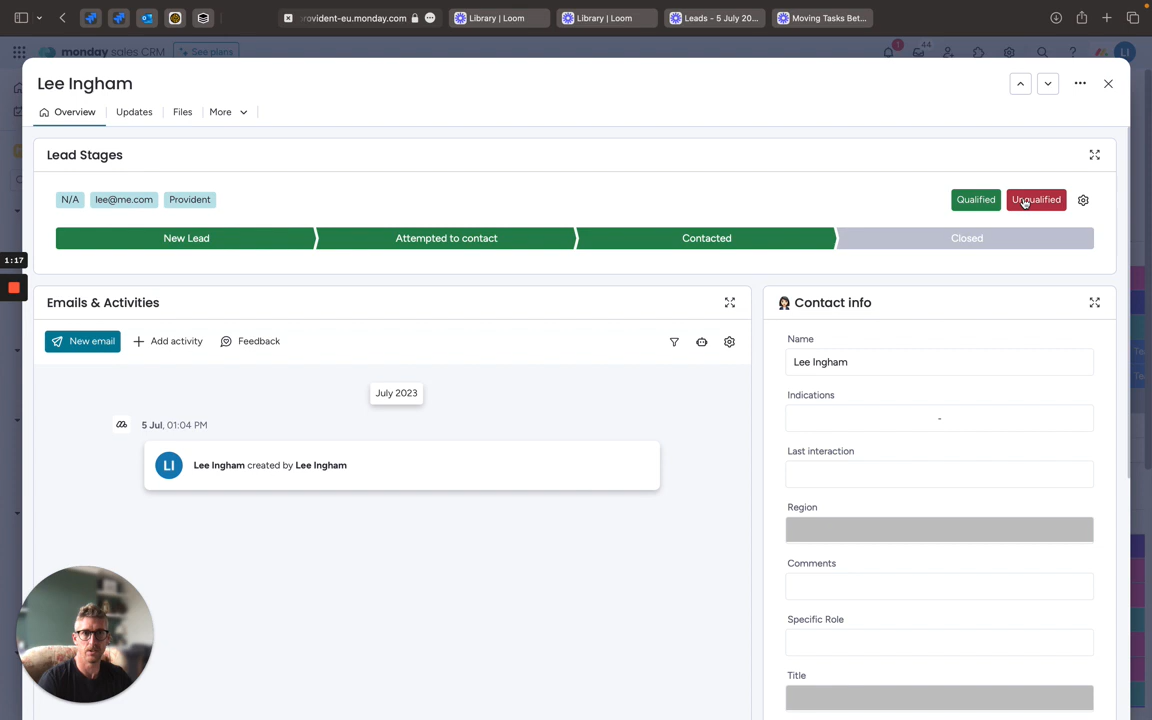 provident-eu.monday.com
Library | Loom
Library | Loom
Leads - 5 July 20...
Moving Tasks Bet...
monday sales CRM
See plans
1
44
LI
Lee Ingham
Overview
Updates
Files
More
Lead Stages
N/A
lee@me.com
Provident
Qualified
Unqualified
New Lead
Attempted to contact
Contacted
Closed
1:17
Emails & Activities
New email
Add activity
Feedback
July 2023
5 Jul, 01:04 PM
LI
Lee Ingham created by Lee Ingham
Contact info
Name
Lee Ingham
Indications
-
Last interaction
Region
Comments
Specific Role
Title